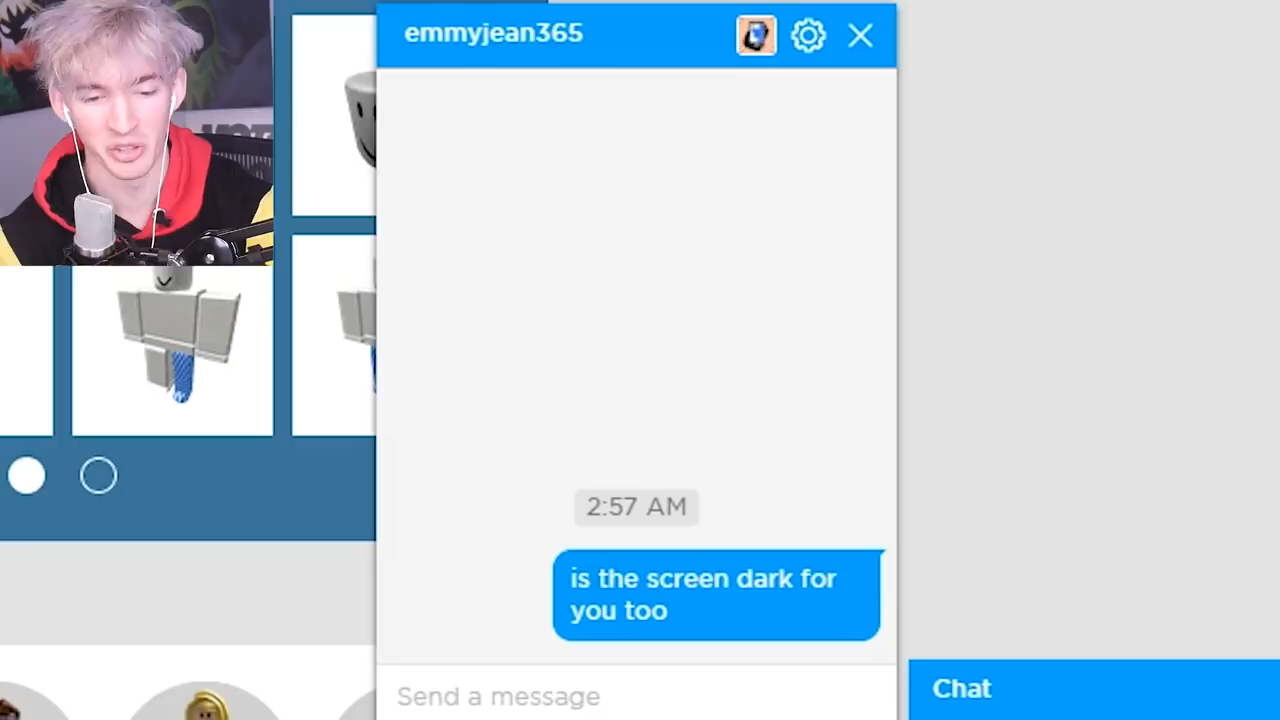 emmyjean365
2:57 AM
is the screen dark for
you too
Send a message
Chat